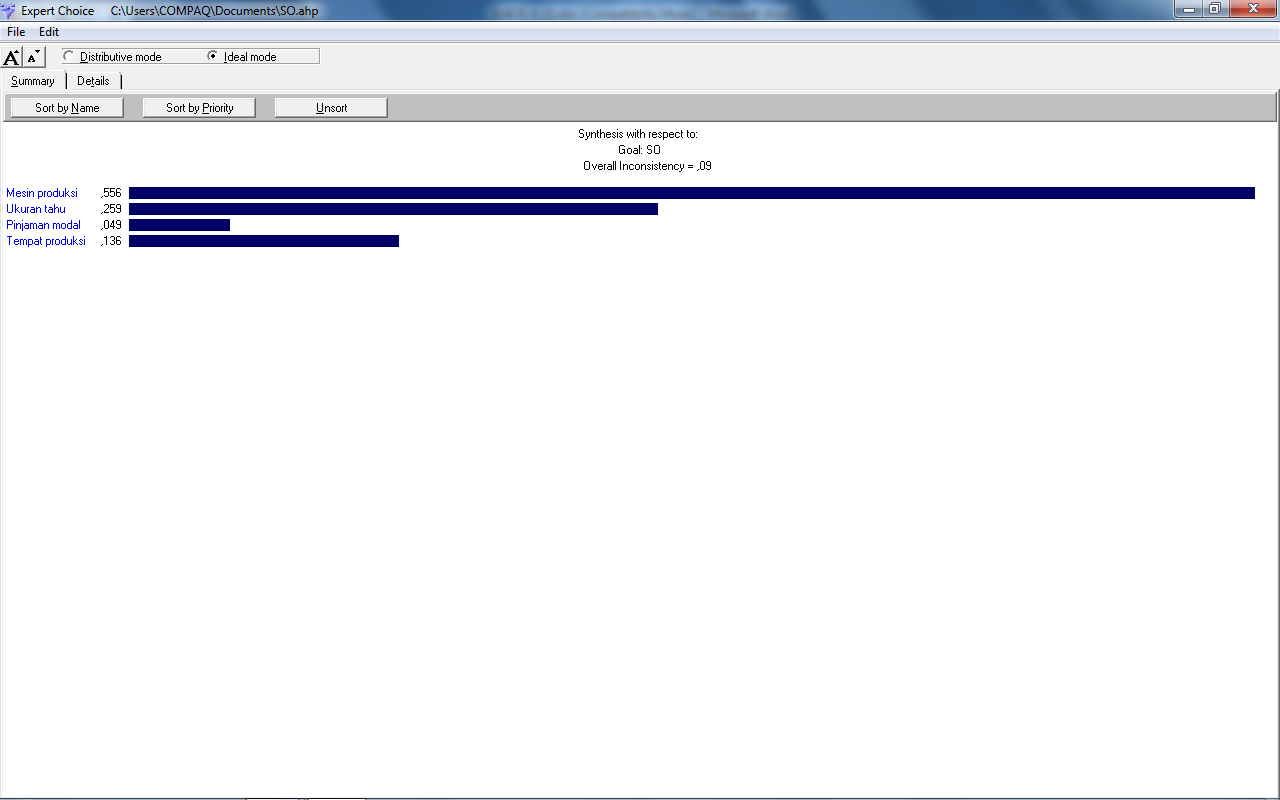 Expert Choice C:\Users\COMPAQ\Documents\SO.ahp
File Edit
A A Distributive mode Ideal mode
Summary Details
Sort by Name Sort by Priority Unsort
Synthesis with respect to:
Goal: SO
Overall Inconsistency = ,09
Mesin produksi ,556
Ukuran tahu ,259
Pinjaman modal ,049
Tempat produksi ,136